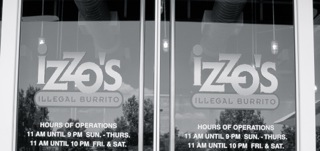 izzo's
ILLEGAL BURRITO
HOURS OF OPERATIONS
11 AM UNTIL 9 PM SUN. - THURS.
11 AM UNTIL 10 PM FRI. & SAT.
izzo's
ILLEGAL BURRITO
HOURS OF OPERATIONS
11 AM UNTIL 9 PM SUN. - THURS.
11 AM UNTIL 10 PM FRI. & SAT.